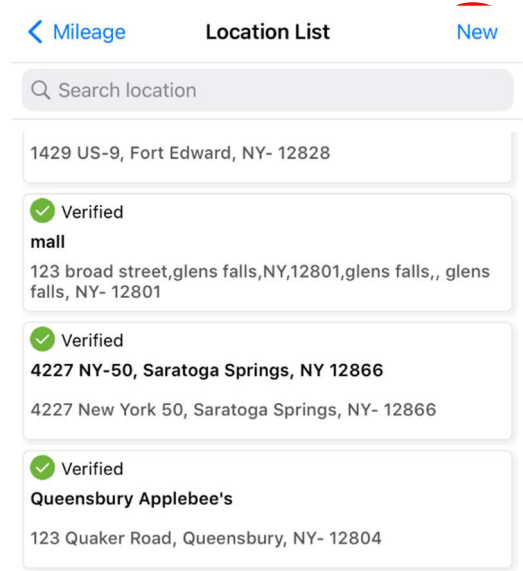 Mileage
Location List
New
Search location
1429 US-9, Fort Edward, NY- 12828
Verified
mall
123 broad street,glens falls,NY,12801,glens falls,, glens
falls, NY- 12801
Verified
4227 NY-50, Saratoga Springs, NY 12866
4227 New York 50, Saratoga Springs, NY- 12866
Verified
Queensbury Applebee's
123 Quaker Road, Queensbury, NY- 12804